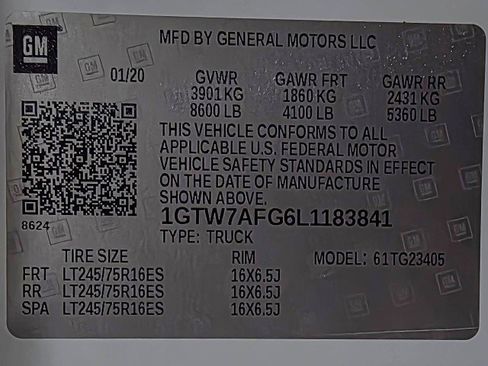 GM
MFD BY GENERAL MOTORS LLC
01/20 GVWR GAWR FRT GAWR RR
3901 KG 1860 KG 2431 KG
8600 LB 4100 LB 5360 LB
THIS VEHICLE CONFORMS TO ALL
APPLICABLE U.S. FEDERAL MOTOR
VEHICLE SAFETY STANDARDS IN EFFECT
ON THE DATE OF MANUFACTURE
SHOWN ABOVE.
8624 1GTW7AFG6L1183841
TYPE: TRUCK
TIRE SIZE RIM MODEL: 61TG23405
FRT LT245/75R16ES 16X6.5J
RR LT245/75R16ES 16X6.5J
SPA LT245/75R16ES 16X6.5J